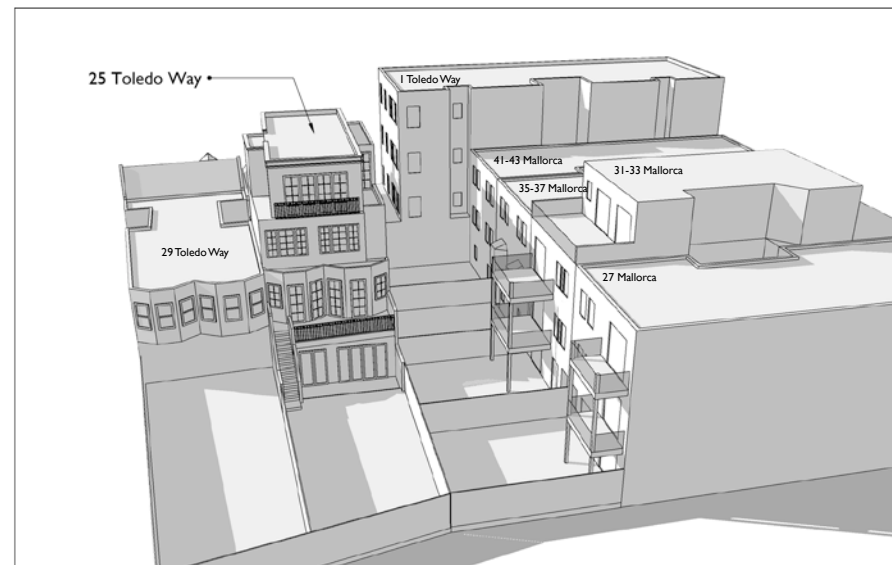 1 Toledo Way
25 Toledo Way
41-43 Mallorca
31-33 Mallorca
35-37 Mallorca
29 Toledo Way
27 Mallorca